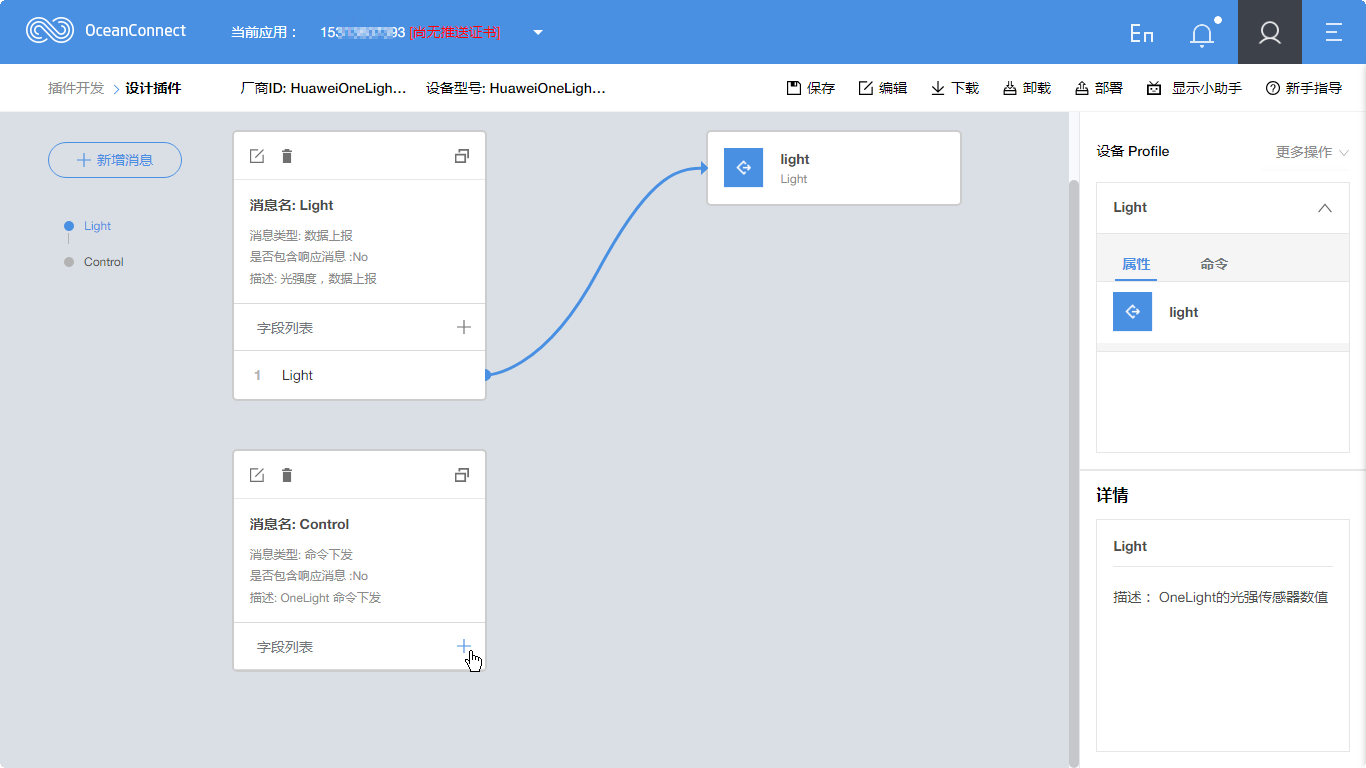 OceanConnect
当前应用：
[尚无推送证书]
En
插件开发 > 设计插件
厂商ID: HuaweiOneLigh...
设备型号: HuaweiOneLigh...
保存
编辑
下载
卸载
部署
显示小助手
新手指导
新增消息
Light
Control
消息名: Light
消息类型: 数据上报
是否包含响应消息 :No
描述: 光强度，数据上报
字段列表
1 Light
light
Light
消息名: Control
消息类型: 命令下发
是否包含响应消息 :No
描述: OneLight 命令下发
字段列表
设备 Profile
更多操作
Light
属性
命令
light
详情
Light
描述： OneLight的光强传感器数值